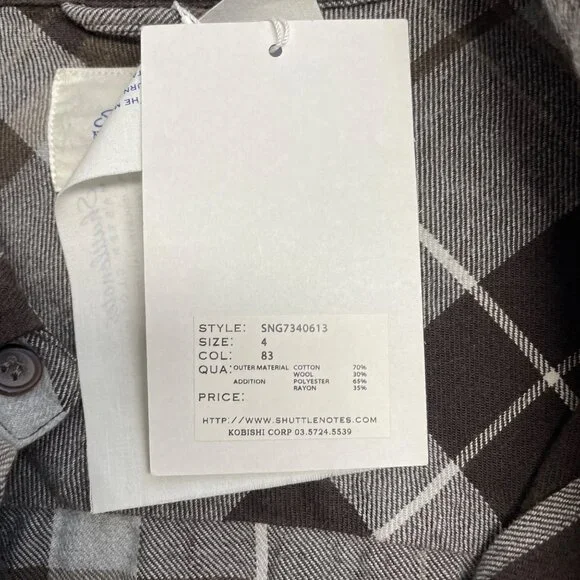 STYLE: SNG7340613
SIZE: 4
COL: 83
QUA: OUTER MATERIAL COTTON 70%
WOOL 30%
ADDITION POLYESTER 65%
RAYON 35%
PRICE:
HTTP://WWW.SHUTTLENOTES.COM
KOBISHI CORP 03.5724.5539